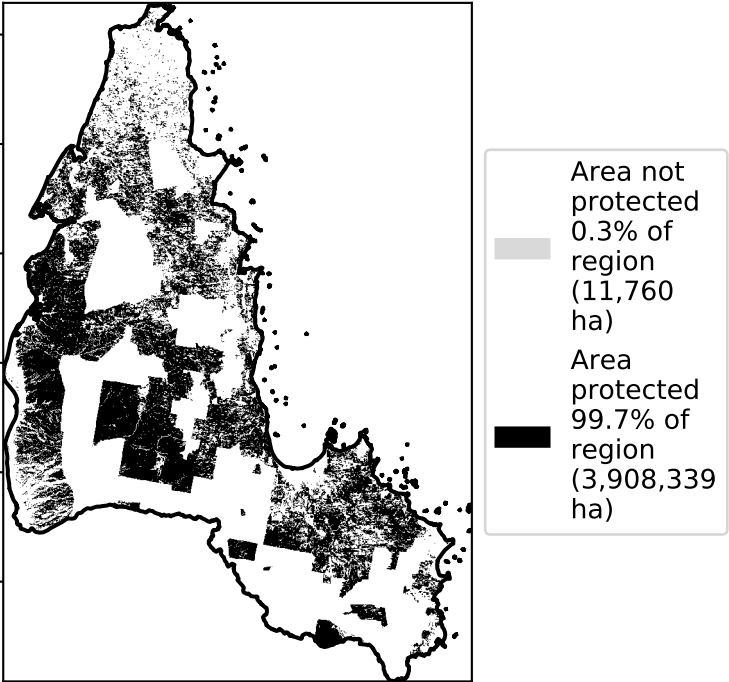 Area not
protected
0.3% of
region
(11,760
ha)
Area
protected
99.7% of
region
(3,908,339
ha)